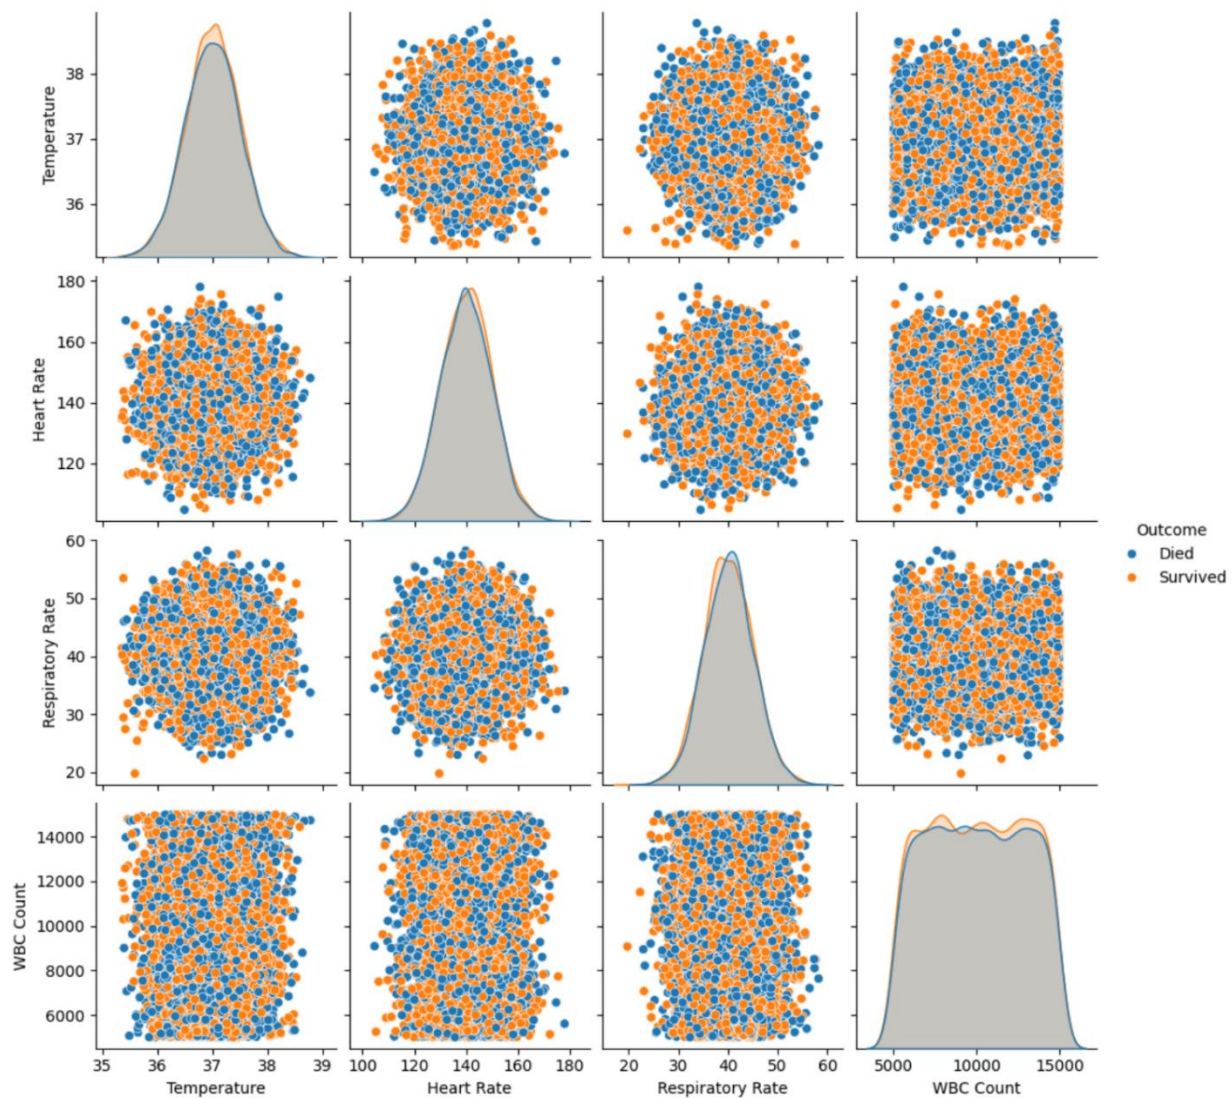 Temperature
38
37
36
Heart Rate
180
160
140
120
Respiratory Rate
60
50
40
30
20
Outcome
Died
Survived
WBC Count
14000
12000
10000
8000
6000
35 36 37 38 39
100 120 140 160 180
20 30 40 50 60
5000 10000 15000
Temperature
Heart Rate
Respiratory Rate
WBC Count